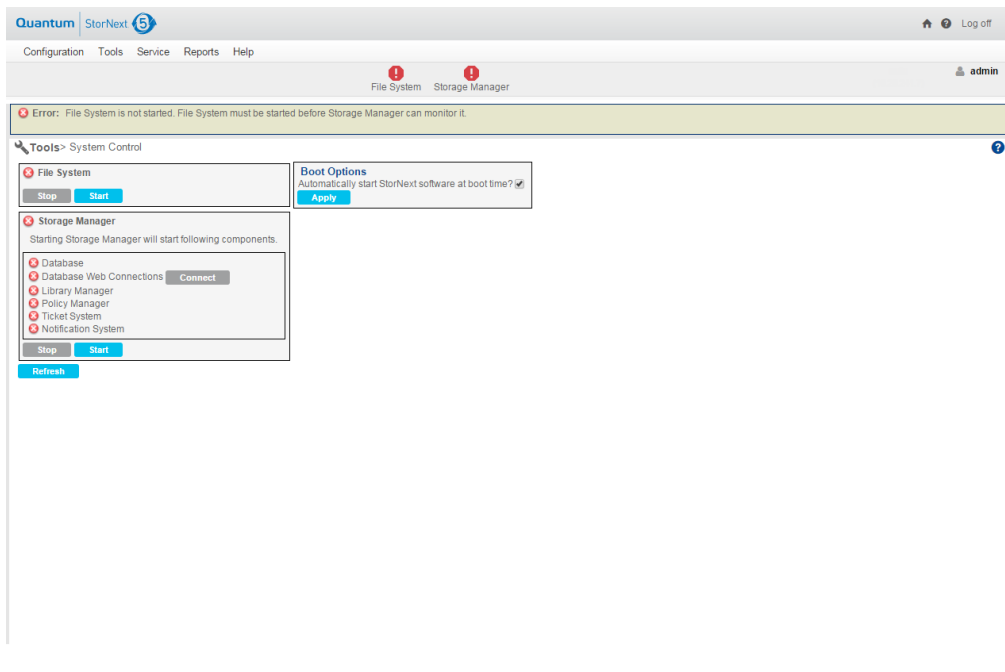 Quantum StorNext 5
Log off
Configuration Tools Service Reports Help
File System Storage Manager
admin
Error: File System is not started. File System must be started before Storage Manager can monitor it.
Tools> System Control
File System
Stop Start
Boot Options
Automatically start StorNext software at boot time?
Apply
Storage Manager
Starting Storage Manager will start following components.
Database
Database Web Connections Connect
Library Manager
Policy Manager
Ticket System
Notification System
Stop Start
Refresh